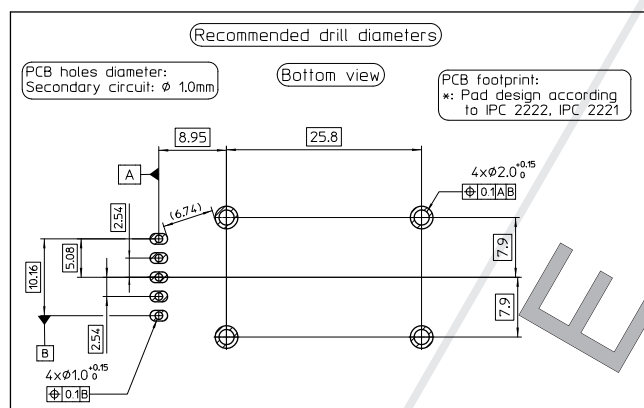 Recommended drill diameters
PCB holes diameter:
Secondary circuit: ϕ 1.0mm
Bottom view
PCB footprint:
*: Pad design according
to IPC 2222, IPC 2221
8.95
25.8
A
4xØ2.0 +0.15 0
⌖ 0.1 A B
(6.74)
2.54
5.08
10.16
7.9
7.9
2.54
B
4xØ1.0 +0.15 0
⌖ 0.1 B
E